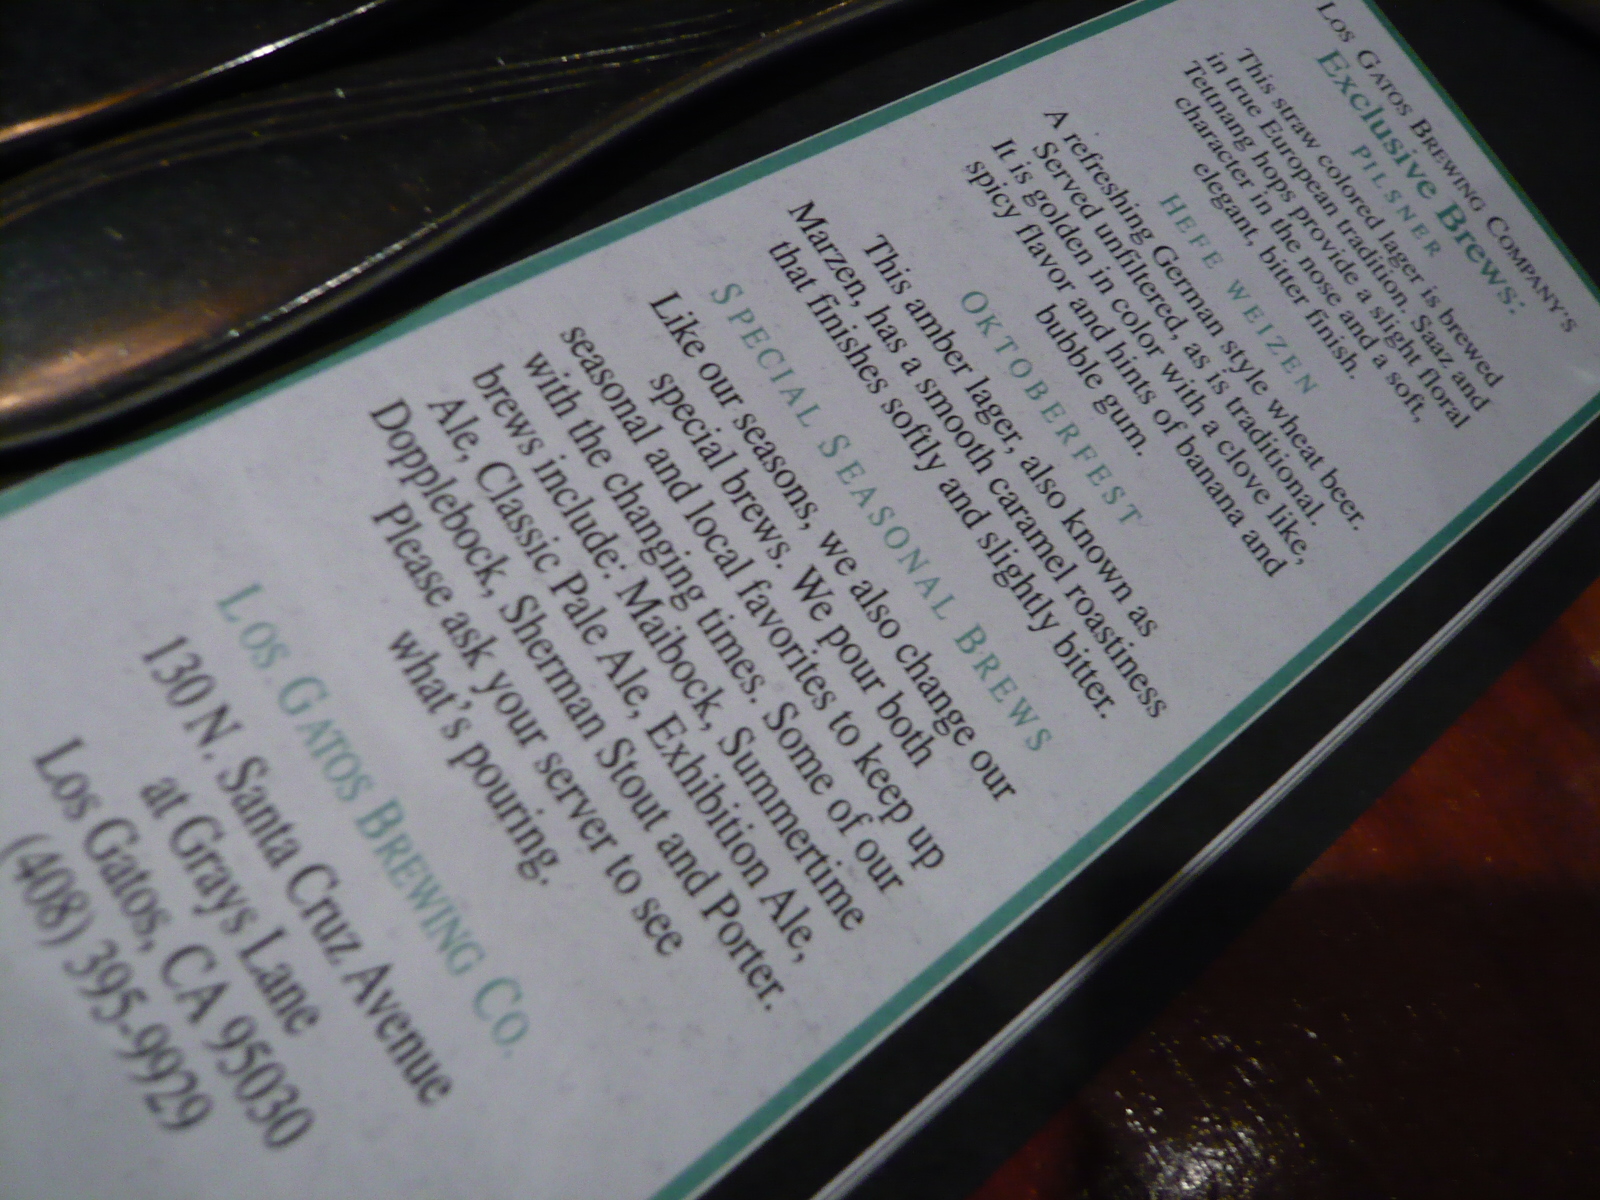 LOS GATOS BREWING COMPANY'S
Exclusive Brews:
PILSNER
This straw colored lager is brewed
in true European tradition. Saaz and
Tettnang hops provide a slight floral
character in the nose and a soft,
elegant, bitter finish.
HEFE WEIZEN
A refreshing German style wheat beer.
Served unfiltered, as is traditional.
It is golden in color with a clove like,
spicy flavor and hints of banana and
bubble gum.
OKTOBERFEST
This amber lager, also known as
Marzen, has a smooth caramel roastiness
that finishes softly and slightly bitter.
SPECIAL SEASONAL BREWS
Like our seasons, we also change our
special brews. We pour both
seasonal and local favorites to keep up
with the changing times. Some of our
brews include: Maibock, Summertime
Ale, Classic Pale Ale, Exhibition Ale,
Dopplebock, Sherman Stout and Porter.
Please ask your server to see
what's pouring.
LOS GATOS BREWING CO.
130 N. Santa Cruz Avenue
at Grays Lane
Los Gatos, CA 95030
(408) 395-9929